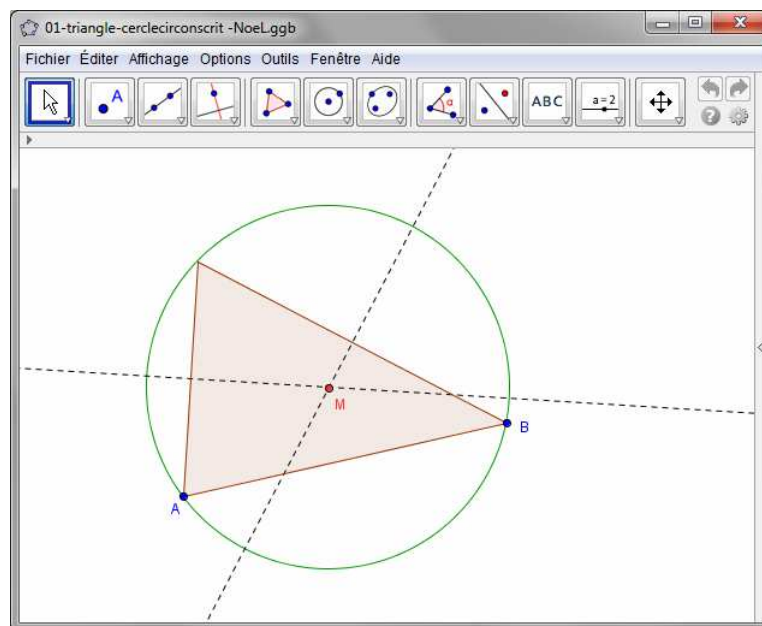 01-triangle-cerclecirconscrit -NoeL.ggb
Fichier Éditer Affichage Options Outils Fenêtre Aide
A α ABC a=2 ?
M
B
A